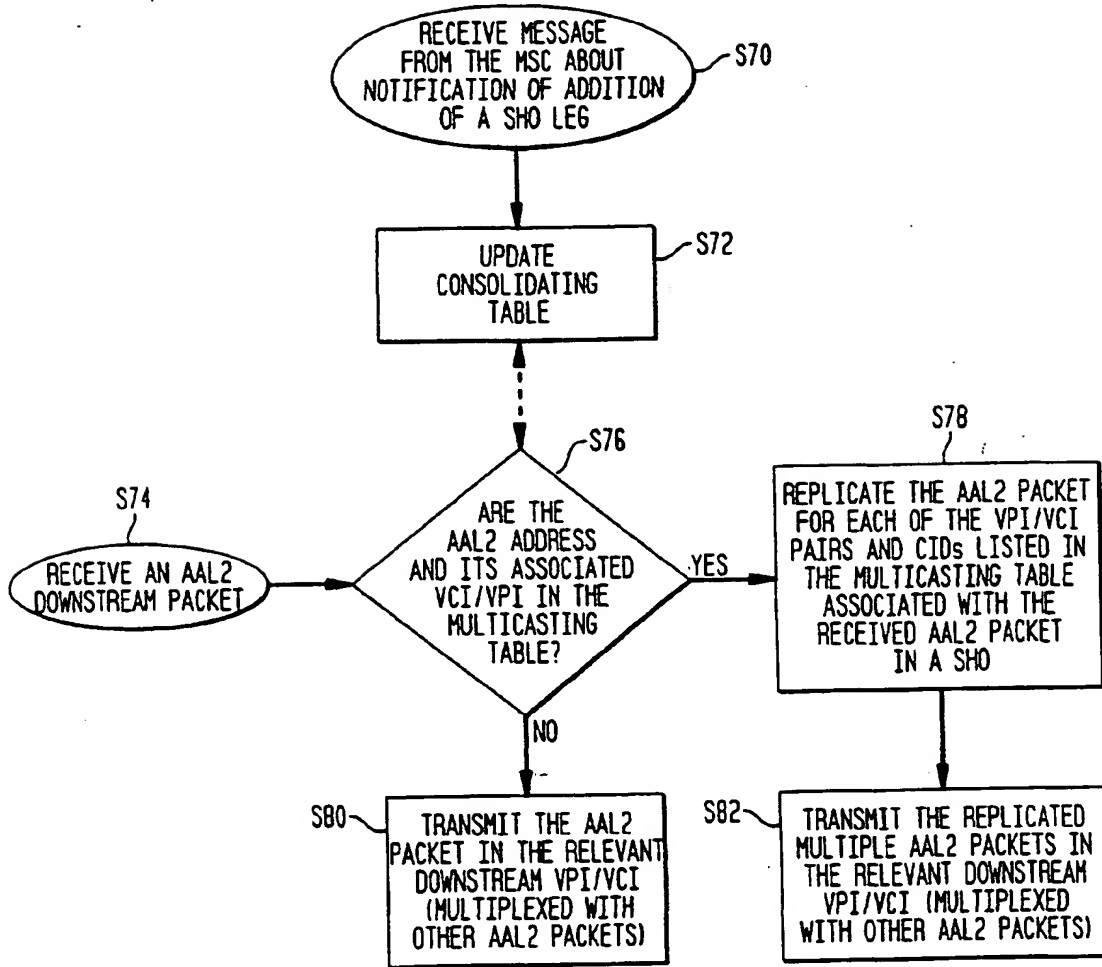 RECEIVE MESSAGE
FROM THE MSC ABOUT
NOTIFICATION OF ADDITION
OF A SHO LEG
S70
UPDATE
CONSOLIDATING
TABLE
S72
S74
RECEIVE AN AAL2
DOWNSTREAM PACKET
S76
ARE THE
AAL2 ADDRESS
AND ITS ASSOCIATED
VCI/VPI IN THE
MULTICASTING
TABLE?
YES
NO
S78
REPLICATE THE AAL2 PACKET
FOR EACH OF THE VPI/VCI
PAIRS AND CIDs LISTED IN
THE MULTICASTING TABLE
ASSOCIATED WITH THE
RECEIVED AAL2 PACKET
IN A SHO
S80
TRANSMIT THE AAL2
PACKET IN THE RELEVANT
DOWNSTREAM VPI/VCI
(MULTIPLEXED WITH
OTHER AAL2 PACKETS)
S82
TRANSMIT THE REPLICATED
MULTIPLE AAL2 PACKETS IN
THE RELEVANT DOWNSTREAM
VPI/VCI (MULTIPLEXED
WITH OTHER AAL2 PACKETS)